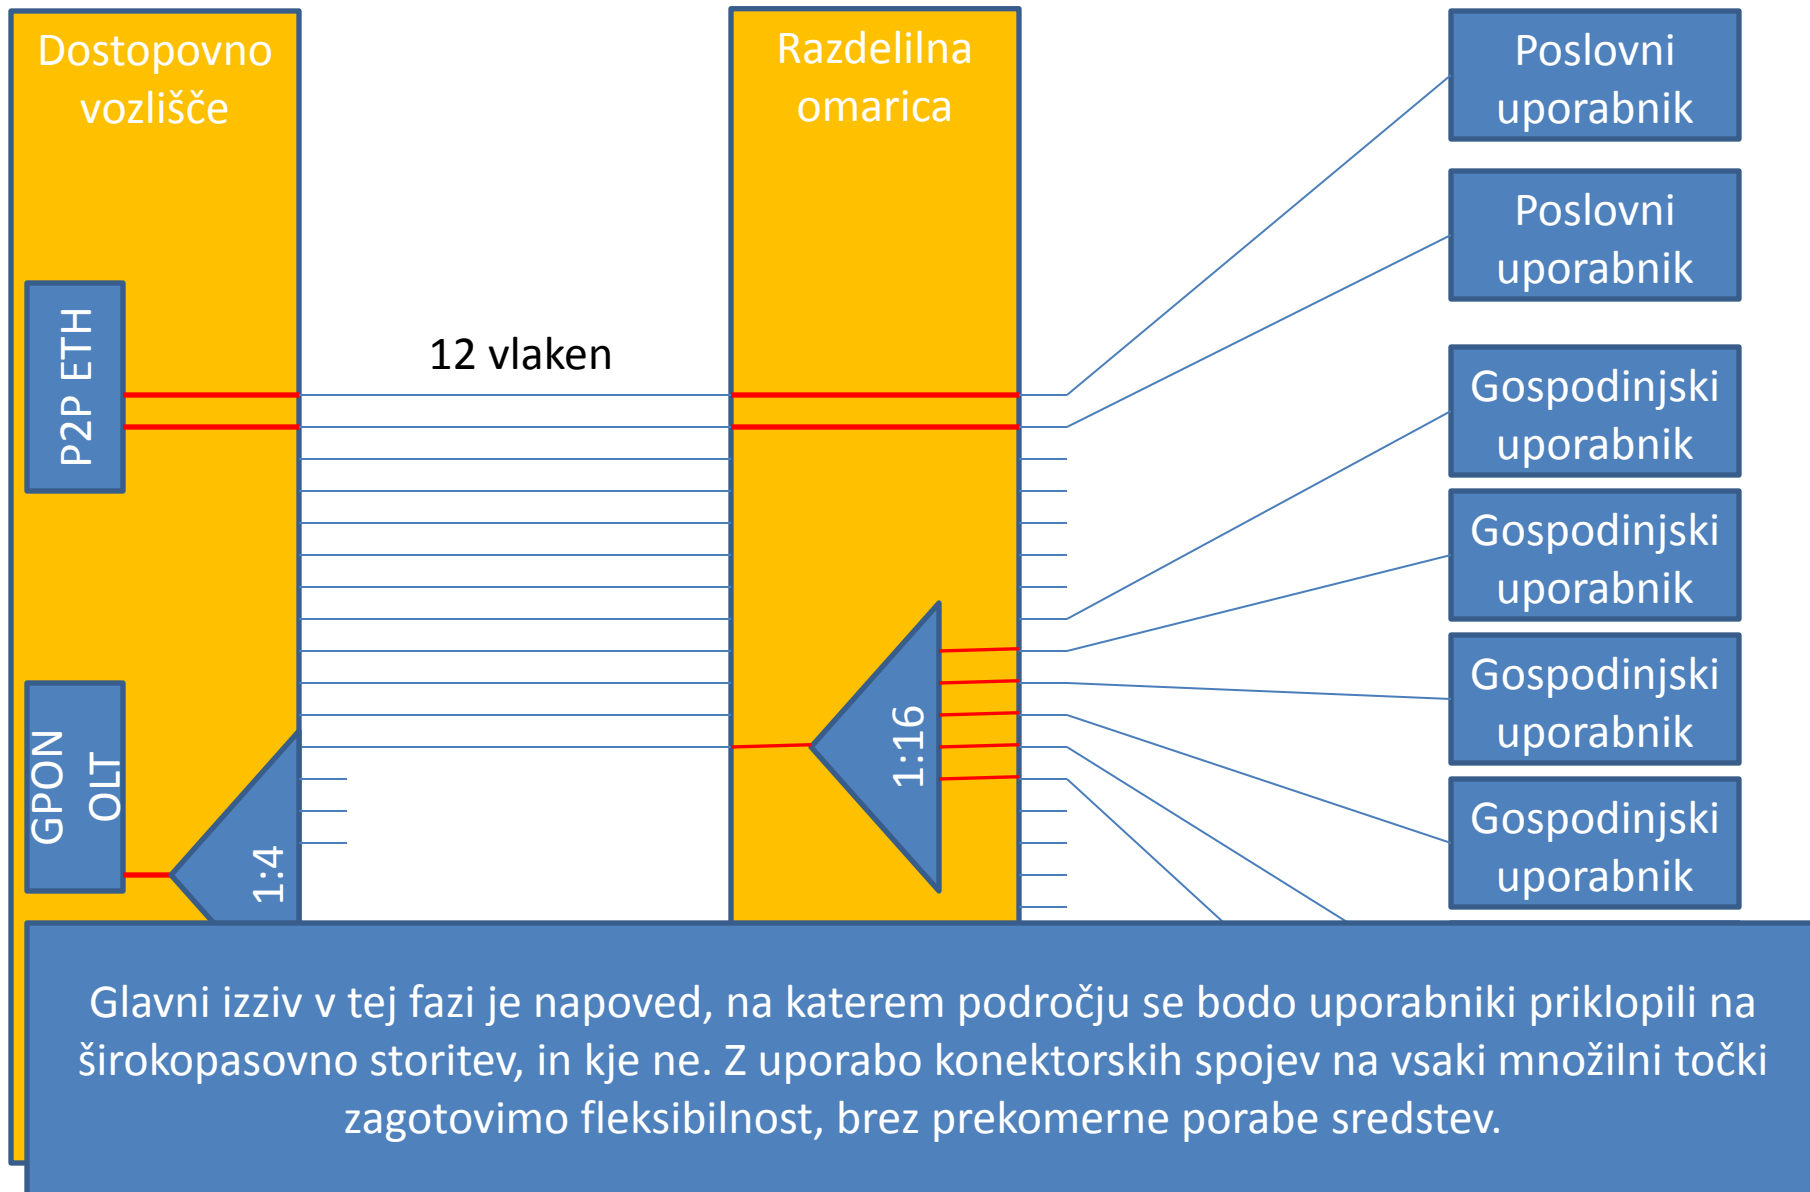 Dostopovno
vozlišče
Razdelilna
omarica
Poslovni
uporabnik
Poslovni
uporabnik
P2P ETH
12 vlaken
Gospodinjski
uporabnik
Gospodinjski
uporabnik
Gospodinjski
uporabnik
GPON
OLT
1:4
1:16
Gospodinjski
uporabnik
Glavni izziv v tej fazi je napoved, na katerem področju se bodo uporabniki priklopili na
širokopasovno storitev, in kje ne. Z uporabo konektorskih spojev na vsaki množilni točki
zagotovimo fleksibilnost, brez prekomerne porabe sredstev.